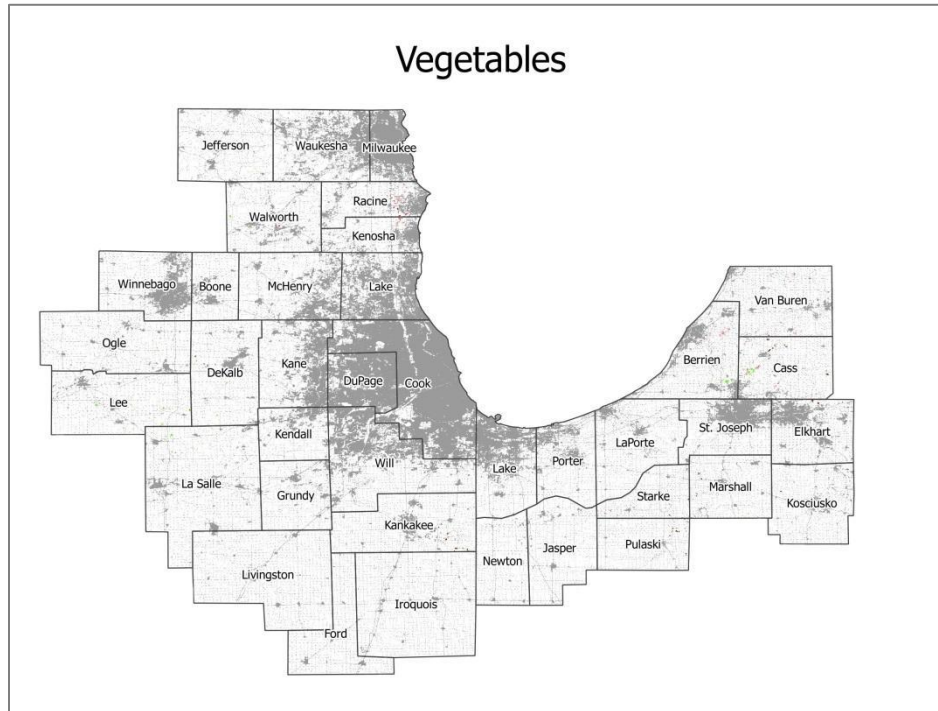 Vegetables
Jefferson
Waukesha
Milwaukee
Racine
Walworth
Kenosha
Winnebago
Boone
McHenry
Lake
Van Buren
Ogle
DeKalb
Kane
DuPage
Cook
Berrien
Cass
Lee
Kendall
Will
Lake
Porter
LaPorte
St. Joseph
Elkhart
La Salle
Grundy
Kankakee
Starke
Marshall
Kosciusko
Livingston
Iroquois
Ford
Newton
Jasper
Pulaski